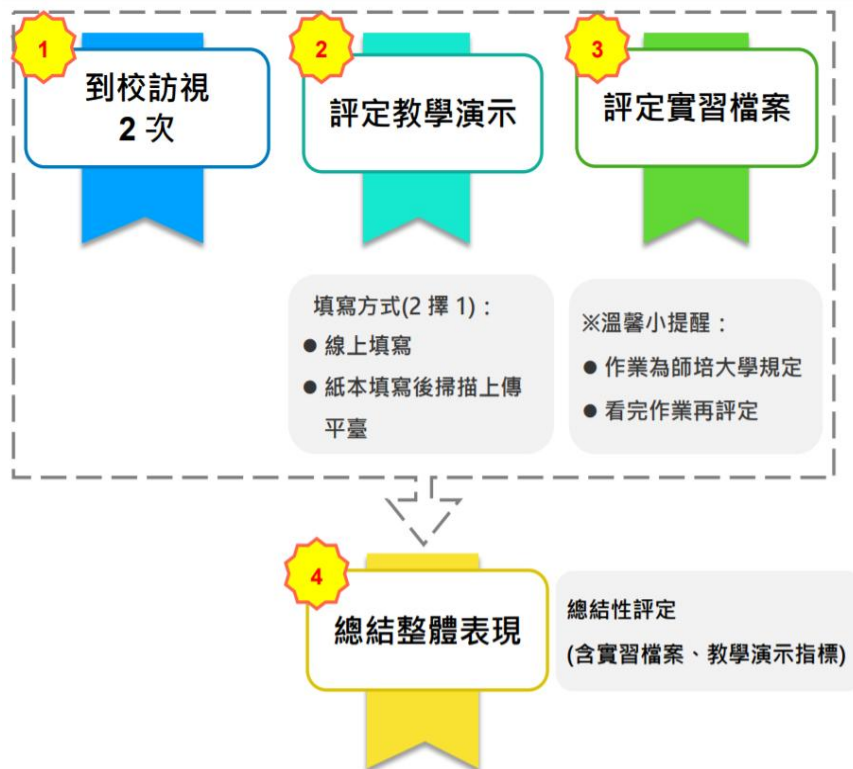 1
到校訪視
2 次
2
評定教學演示
3
評定實習檔案
填寫方式(2 擇 1)：
● 線上填寫
● 紙本填寫後掃描上傳
平臺
※溫馨小提醒：
● 作業為師培大學規定
● 看完作業再評定
4
總結整體表現
總結性評定
(含實習檔案、教學演示指標)